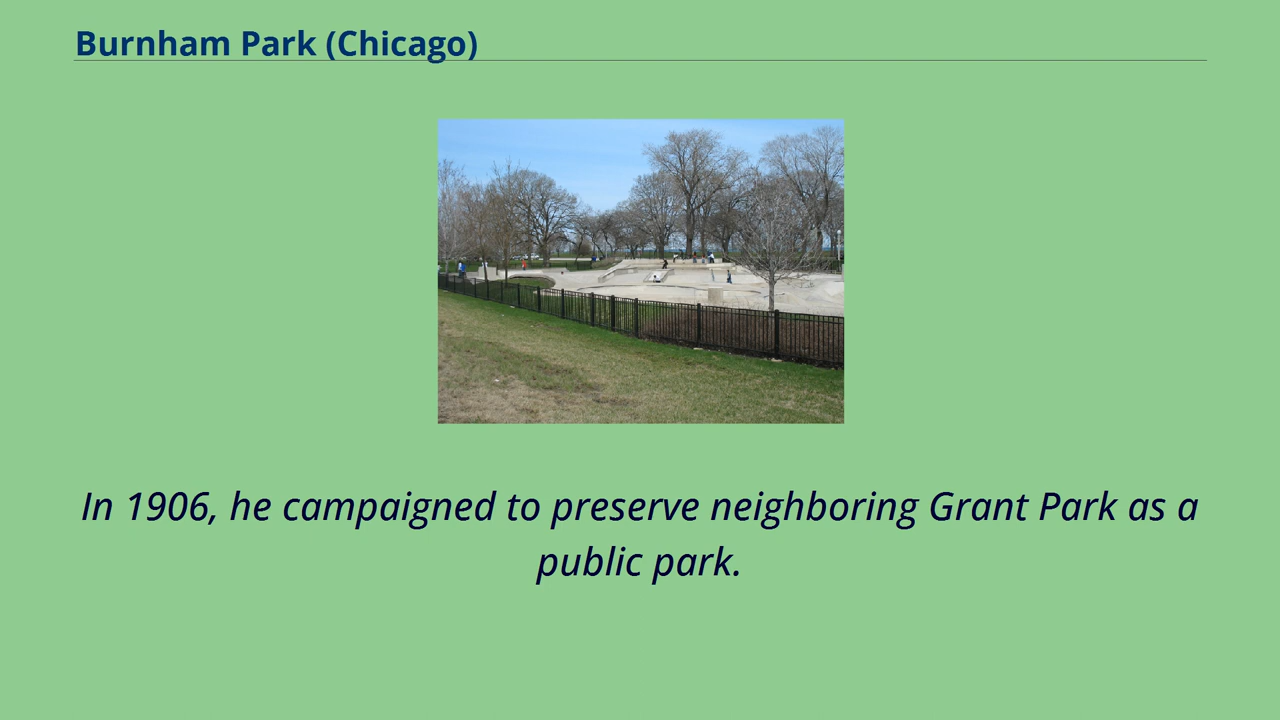 Burnham Park (Chicago)
In 1906, he campaigned to preserve neighboring Grant Park as a
public park.